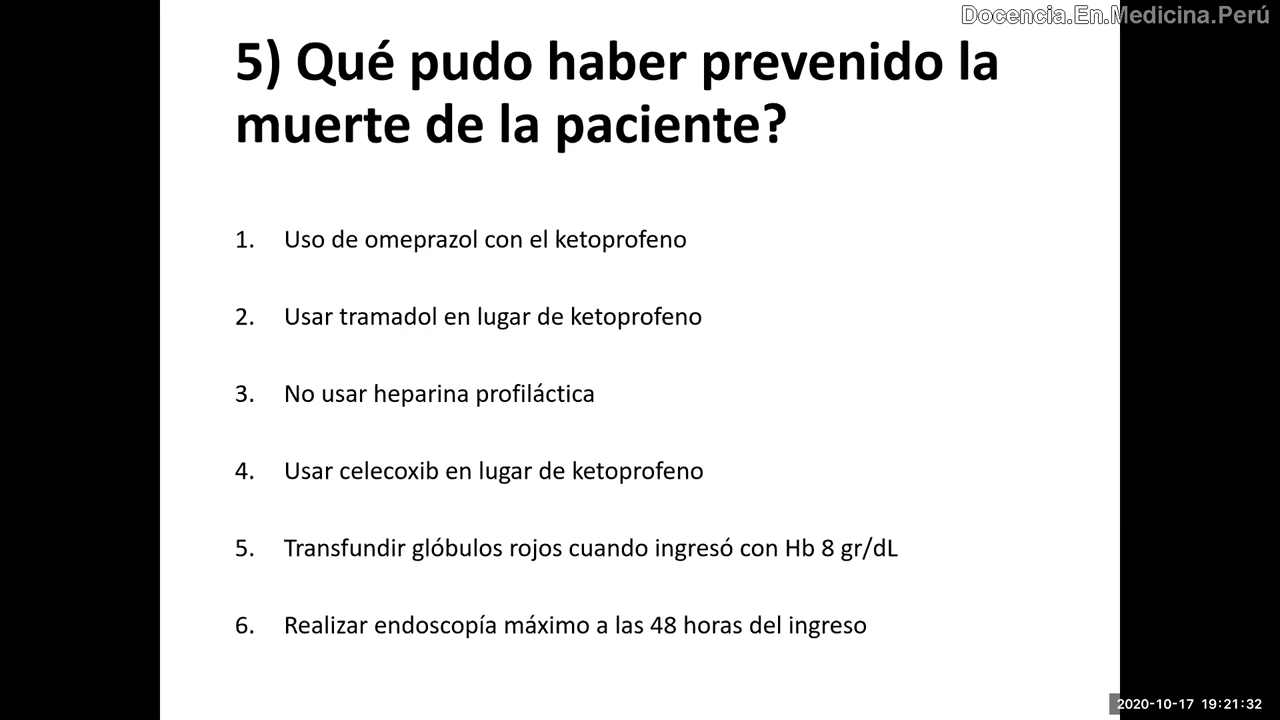 Docencia.En.Medicina.Perú
5) Qué pudo haber prevenido la
muerte de la paciente?
1. Uso de omeprazol con el ketoprofeno
2. Usar tramadol en lugar de ketoprofeno
3. No usar heparina profiláctica
4. Usar celecoxib en lugar de ketoprofeno
5. Transfundir glóbulos rojos cuando ingresó con Hb 8 gr/dL
6. Realizar endoscopía máximo a las 48 horas del ingreso
2020-10-17 19:21:32